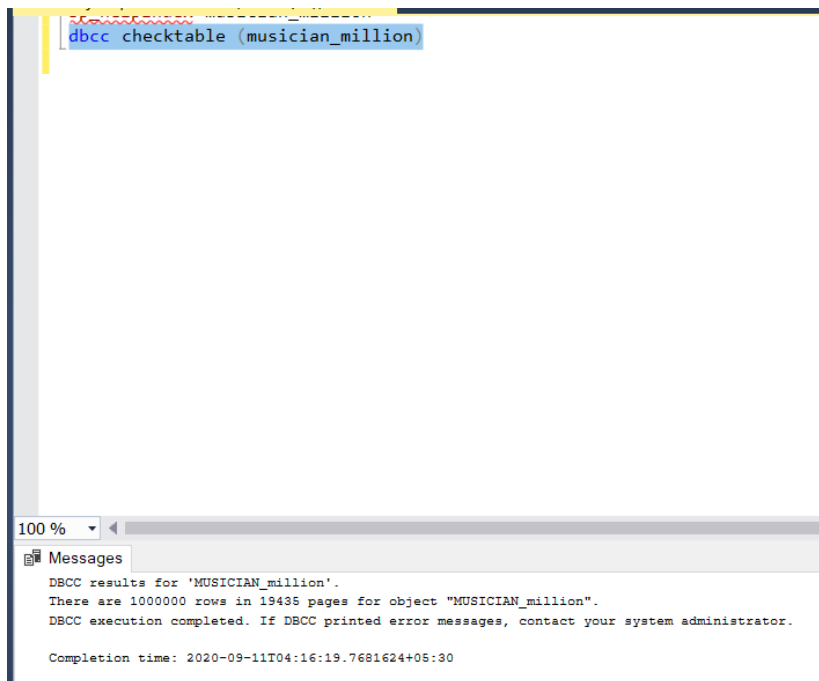 dbcc checktable (musician_million)
100 %
Messages
DBCC results for 'MUSICIAN_million'.
There are 1000000 rows in 19435 pages for object "MUSICIAN_million".
DBCC execution completed. If DBCC printed error messages, contact your system administrator.
Completion time: 2020-09-11T04:16:19.7681624+05:30